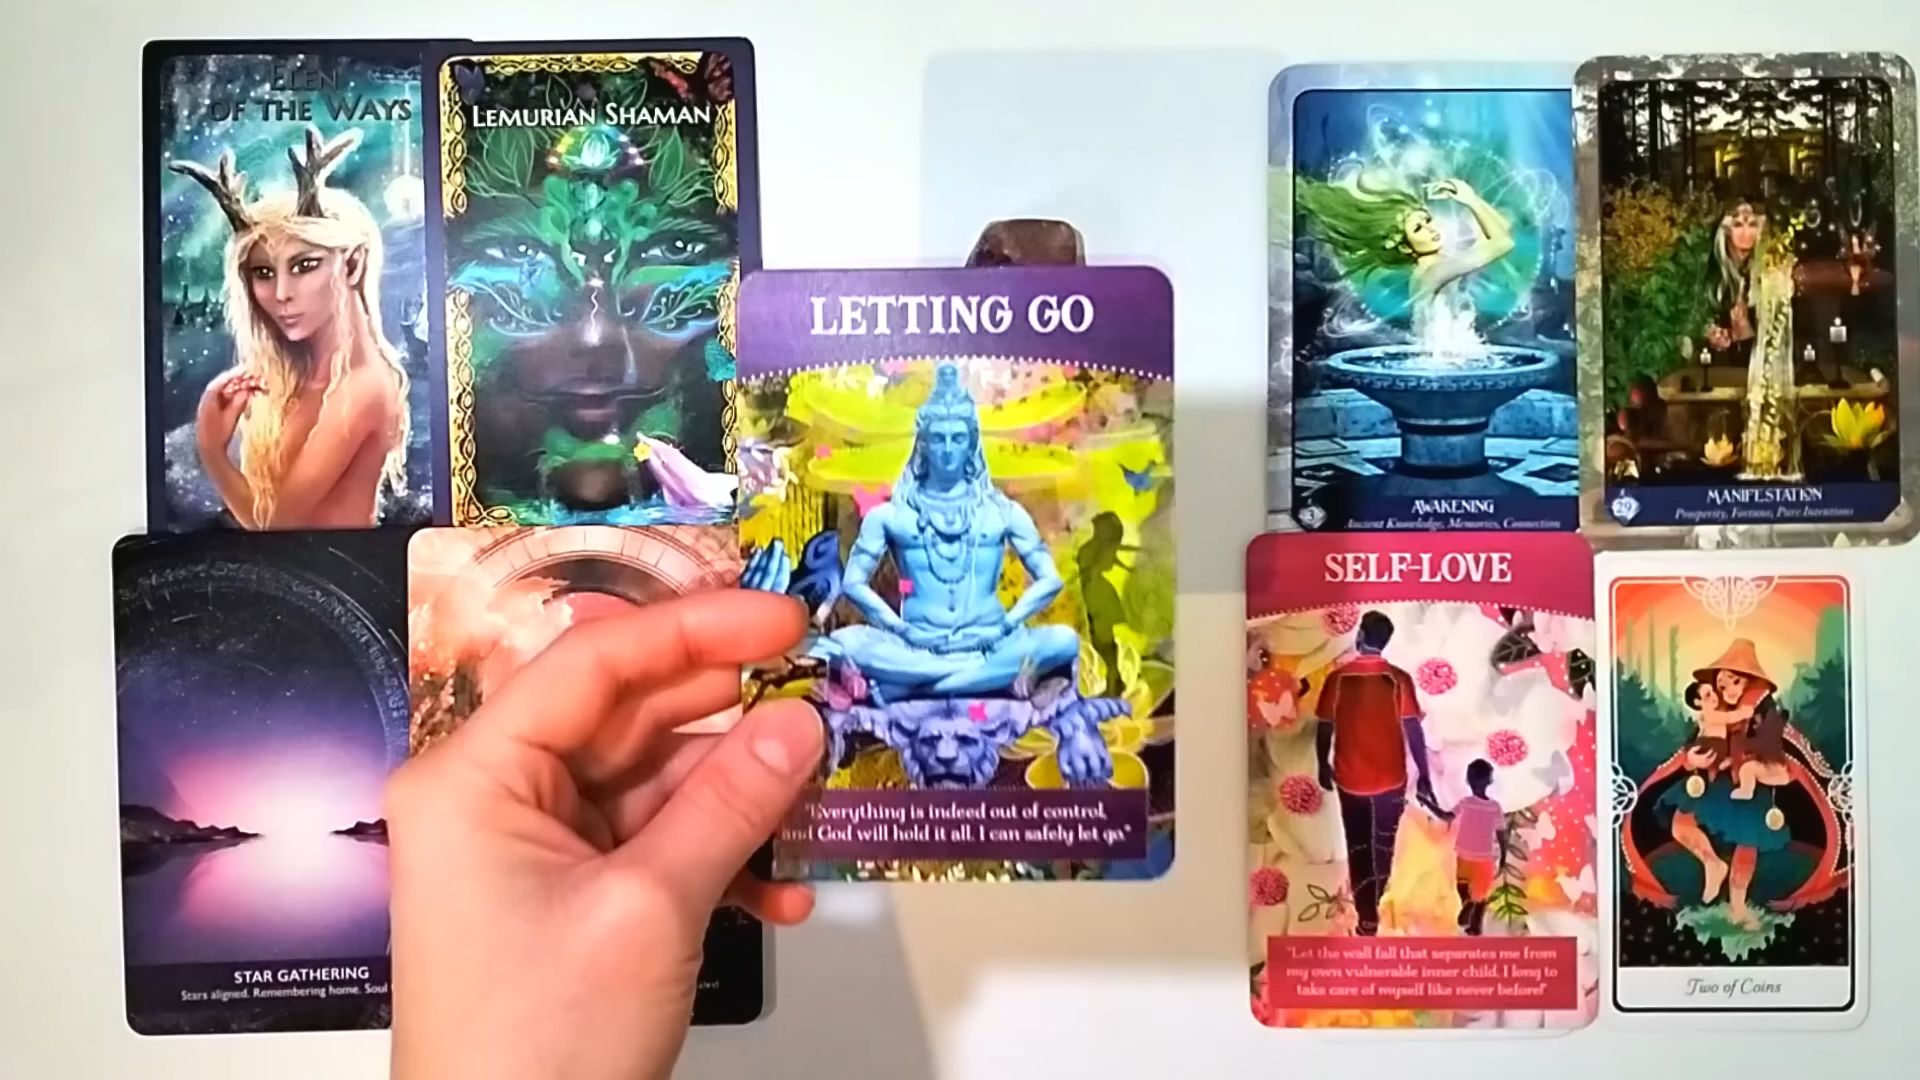 ELEN
OF THE WAYS
LEMURIAN SHAMAN
LETTING GO
"Everything is indeed out of control,
and God will hold it all. I can safely let go."
STAR GATHERING
Stars aligned. Remembering home. Soul
aled
AWAKENING
3
Ancient Knowledge, Memories, Connection
MANIFESTATION
29
Prosperity, Fortune, Pure Intentions
SELF-LOVE
"Let the wall fall that separates me from
my own vulnerable inner child. I long to
take care of myself like never before!"
Two of Coins